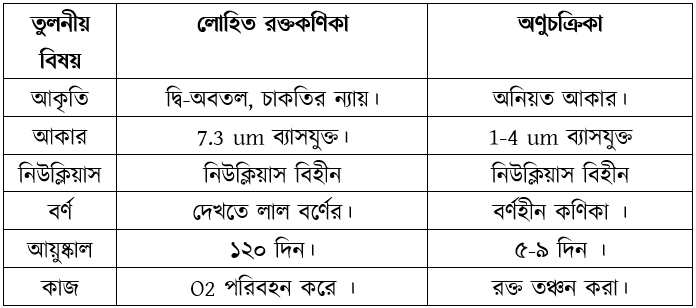 তুলনীয় বিষয় লোহিত রক্তকণিকা অণুচক্রিকা
আকৃতি দ্বি-অবতল, চাকতির ন্যায়। অনিয়ত আকার।
আকার 7.3 um ব্যাসযুক্ত। 1-4 um ব্যাসযুক্ত
নিউক্লিয়াস নিউক্লিয়াস বিহীন নিউক্লিয়াস বিহীন
বর্ণ দেখতে লাল বর্ণের। বর্ণহীন কণিকা ।
আয়ুষ্কাল ১২০ দিন। ৫-৯ দিন ।
কাজ O2 পরিবহন করে । রক্ত তঞ্চন করা।